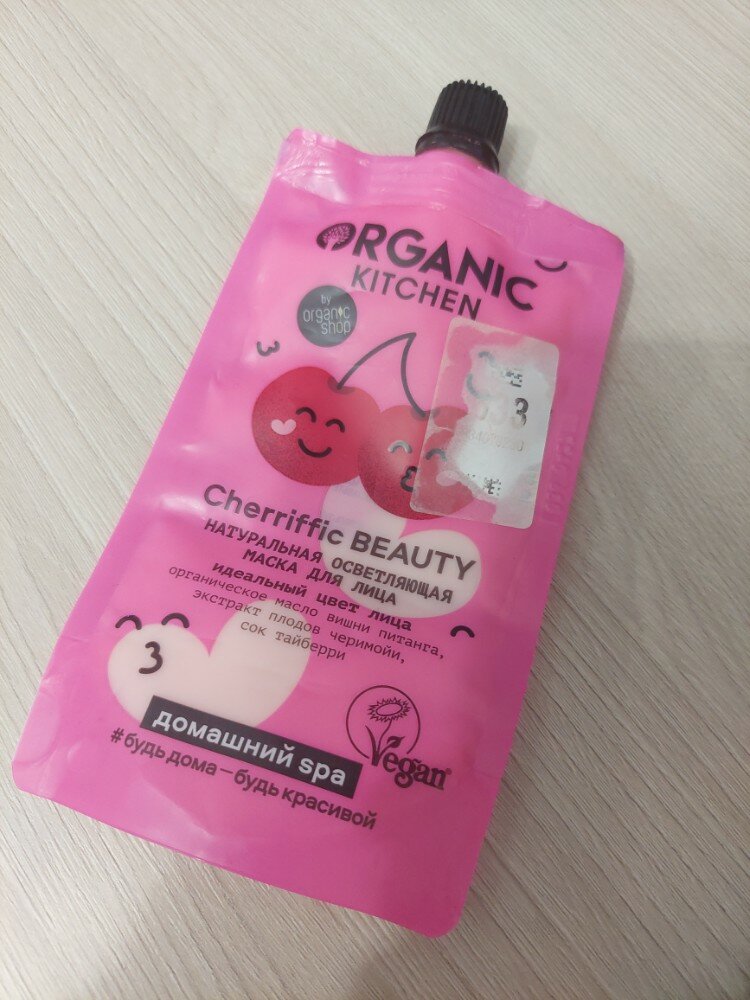 ORGANIC
KITCHEN
by
organic
shop
Cherriffic BEAUTY
НАТУРАЛЬНАЯ ОСВЕТЛЯЮЩАЯ
МАСКА ДЛЯ ЛИЦА
идеальный цвет лица
органическое масло вишни питанга,
экстракт плодов черимойи,
сок тайберри
домашний spa
#будь дома — будь красивой
Vegan